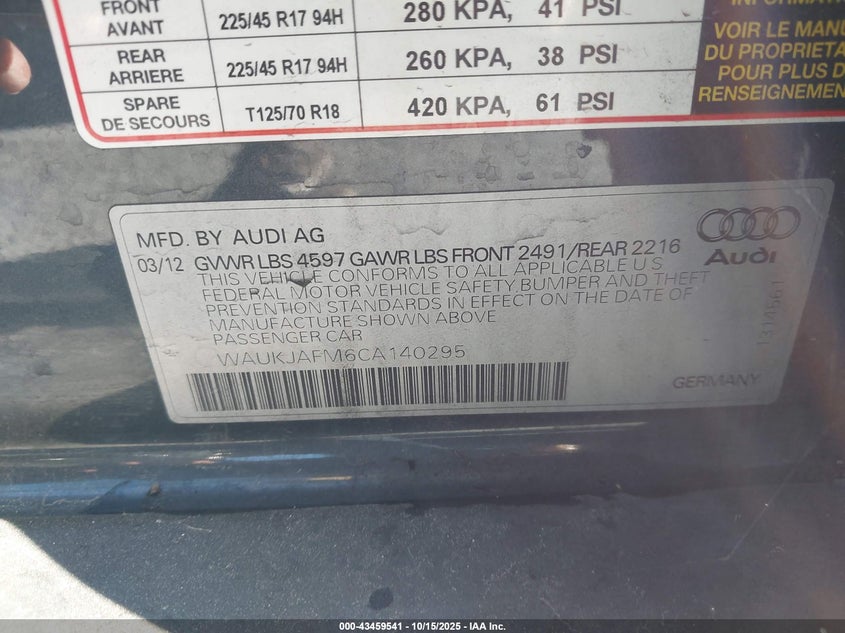 FRONT
AVANT
225/45 R17 94H
280 KPA, 41 PSI
REAR
ARRIERE
225/45 R17 94H
260 KPA, 38 PSI
SPARE
DE SECOURS
T125/70 R18
420 KPA, 61 PSI
VOIR LE MANU
DU PROPRIETA
POUR PLUS D
RENSEIGNEMEN
MFD. BY AUDI AG
03/12 GVWR LBS 4597 GAWR LBS FRONT 2491/REAR 2216
THIS VEHICLE CONFORMS TO ALL APPLICABLE U S
FEDERAL MOTOR VEHICLE SAFETY, BUMPER AND THEFT
PREVENTION STANDARDS IN EFFECT ON THE DATE OF
MANUFACTURE SHOWN ABOVE
PASSENGER CAR
WAUKJAFM6CA140295
Audi
1314561
GERMANY
000-43459541 - 10/15/2025 - IAA Inc.